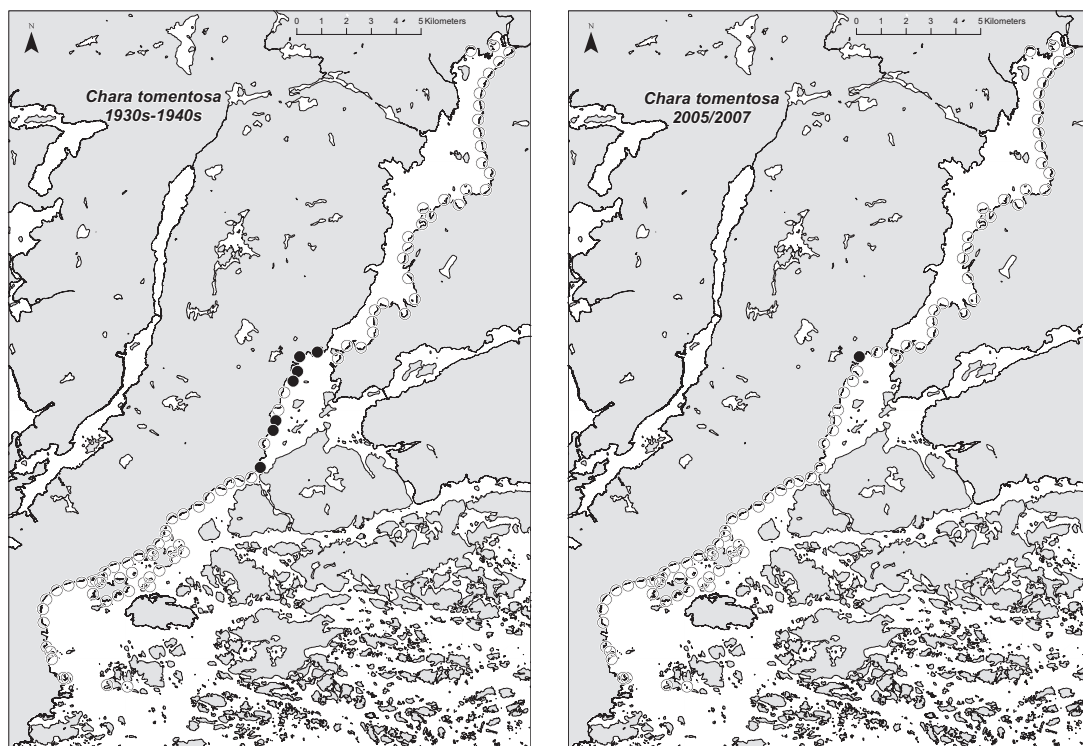 0 1 2 3 4 5 Kilometers
N
Chara tomentosa
1930s-1940s
0 1 2 3 4 5 Kilometers
N
Chara tomentosa
2005/2007